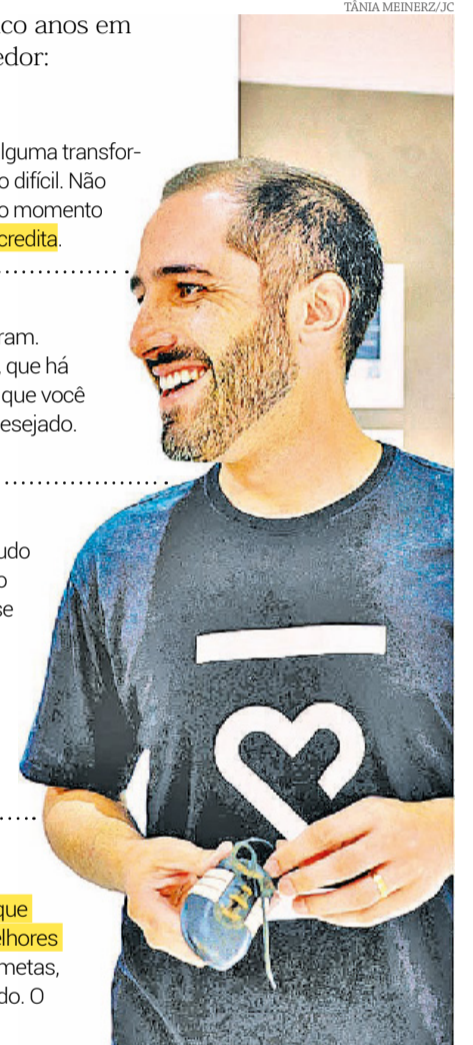 TÂNIA MEINERZ/JC
co anos em
edor:
lguma transfor-
o difícil. Não
o momento
credita.
ram.
, que há
que você
esejado.
udo
o
se
que
elhores
metas,
do. O